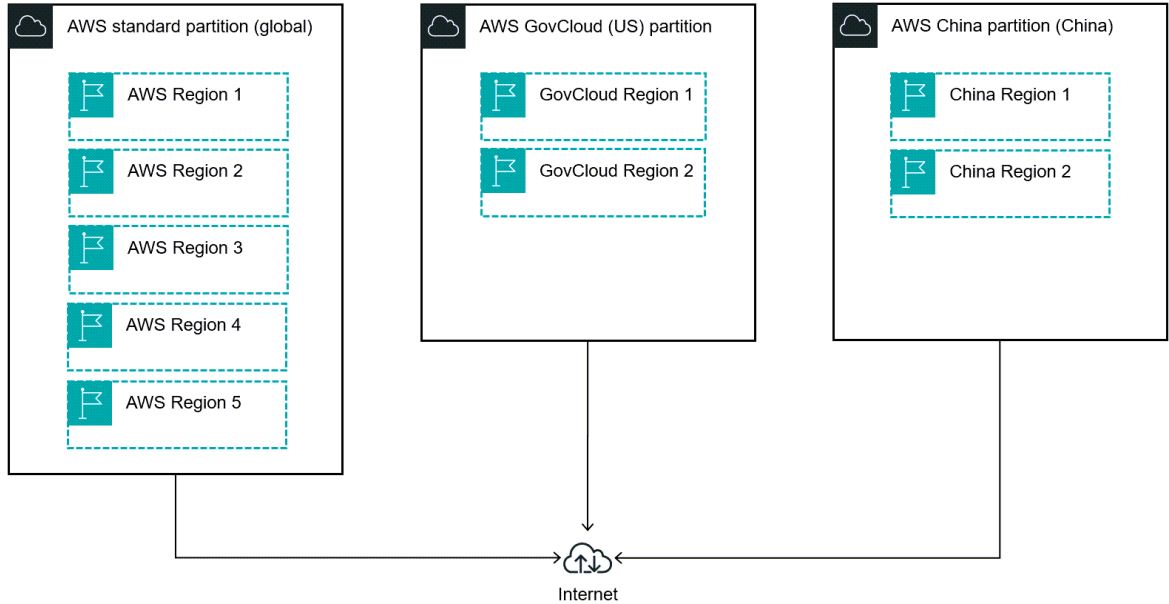 AWS standard partition (global)
AWS Region 1
AWS Region 2
AWS Region 3
AWS Region 4
AWS Region 5
AWS GovCloud (US) partition
GovCloud Region 1
GovCloud Region 2
AWS China partition (China)
China Region 1
China Region 2
Internet